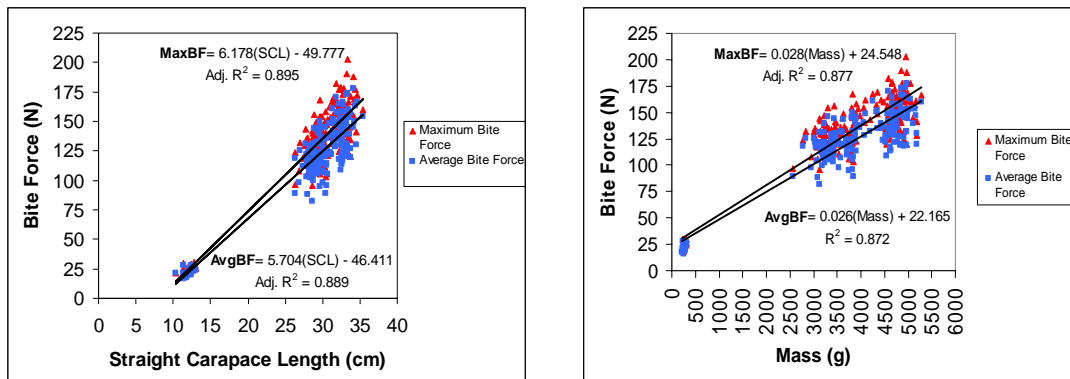 225
200
175
150
125
100
75
50
25
0
Bite Force (N)
MaxBF= 6.178(SCL) - 49.777
Adj. R² = 0.895
AvgBF= 5.704(SCL) - 46.411
Adj. R² = 0.889
0 5 10 15 20 25 30 35 40
Straight Carapace Length (cm)
Maximum Bite
Force
Average Bite Force
225
200
175
150
125
100
75
50
25
0
Bite Force (N)
MaxBF= 0.028(Mass) + 24.548
Adj. R² = 0.877
AvgBF= 0.026(Mass) + 22.165
R² = 0.872
0 500 1000 1500 2000 2500 3000 3500 4000 4500 5000 5500 6000
Mass (g)
Maximum Bite
Force
Average Bite
Force